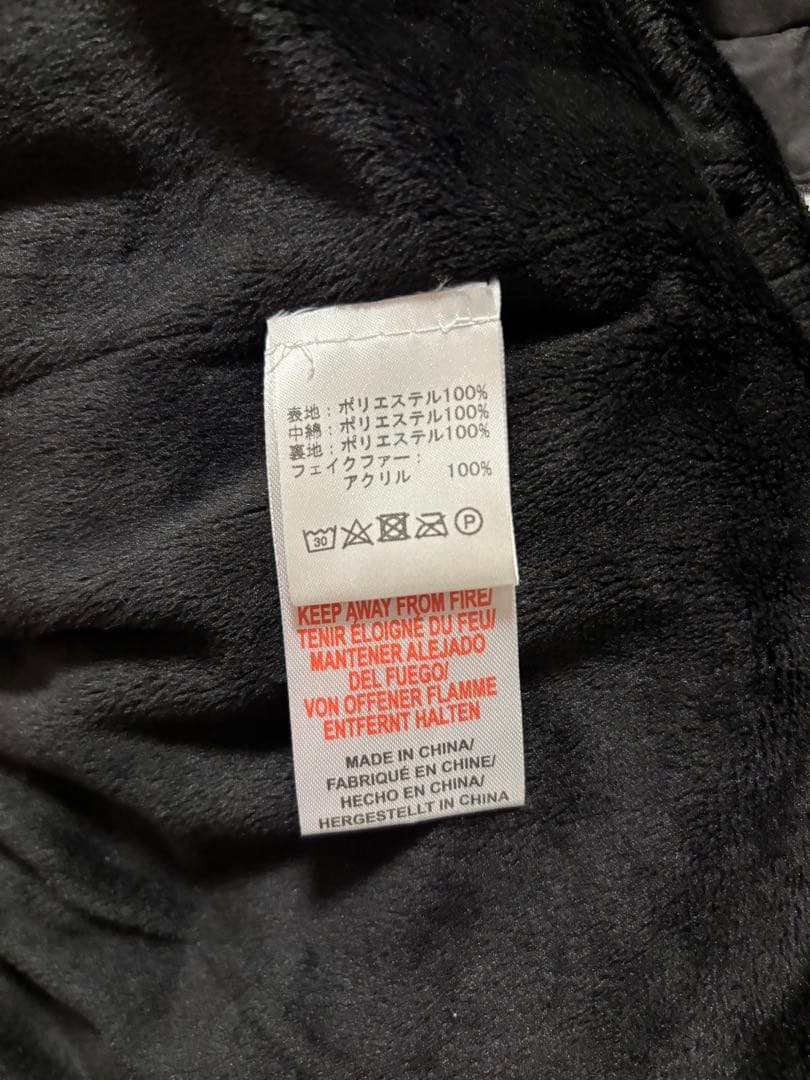 表地：ポリエステル100%
中綿：ポリエステル100%
裏地：ポリエステル100%
フェイクファー：
アクリル 100%
30 P
KEEP AWAY FROM FIRE/
TENIR ÉLOIGNÉ DU FEU/
MANTENER ALEJADO
DEL FUEGO/
VON OFFENER FLAMME
ENTFERNT HALTEN
MADE IN CHINA/
FABRIQUÉ EN CHINE/
HECHO EN CHINA/
HERGESTELLT IN CHINA